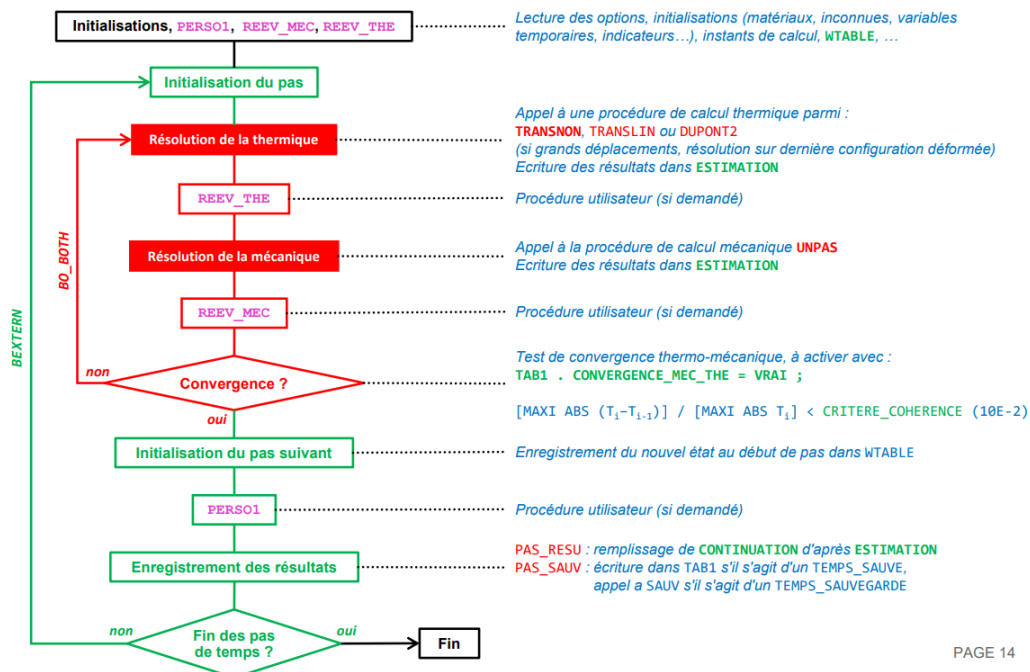 Initialisations, PERSO1, REEV_MEC, REEV_THE
Lecture des options, initialisations (matériaux, inconnues, variables
temporaires, indicateurs…), instants de calcul, WTABLE, …
Initialisation du pas
Résolution de la thermique
Appel à une procédure de calcul thermique parmi :
TRANSNON, TRANSLIN ou DUPONT2
(si grands déplacements, résolution sur dernière configuration déformée)
Ecriture des résultats dans ESTIMATION
REEV_THE
Procédure utilisateur (si demandé)
Résolution de la mécanique
Appel à la procédure de calcul mécanique UNPAS
Ecriture des résultats dans ESTIMATION
REEV_MEC
Procédure utilisateur (si demandé)
BO_BOTH
BEXTERN
non
Convergence ?
oui
Test de convergence thermo-mécanique, à activer avec :
TAB1 . CONVERGENCE_MEC_THE = VRAI ;
[MAXI ABS (Ti-Ti-1)] / [MAXI ABS Ti] < CRITERE_COHERENCE (10E-2)
Initialisation du pas suivant
Enregistrement du nouvel état au début de pas dans WTABLE
PERSO1
Procédure utilisateur (si demandé)
Enregistrement des résultats
PAS_RESU : remplissage de CONTINUATION d'après ESTIMATION
PAS_SAUV : écriture dans TAB1 s'il s'agit d'un TEMPS_SAUVE,
appel a SAUV s'il s'agit d'un TEMPS_SAUVEGARDE
non
Fin des pas
de temps ?
oui
Fin
PAGE 14